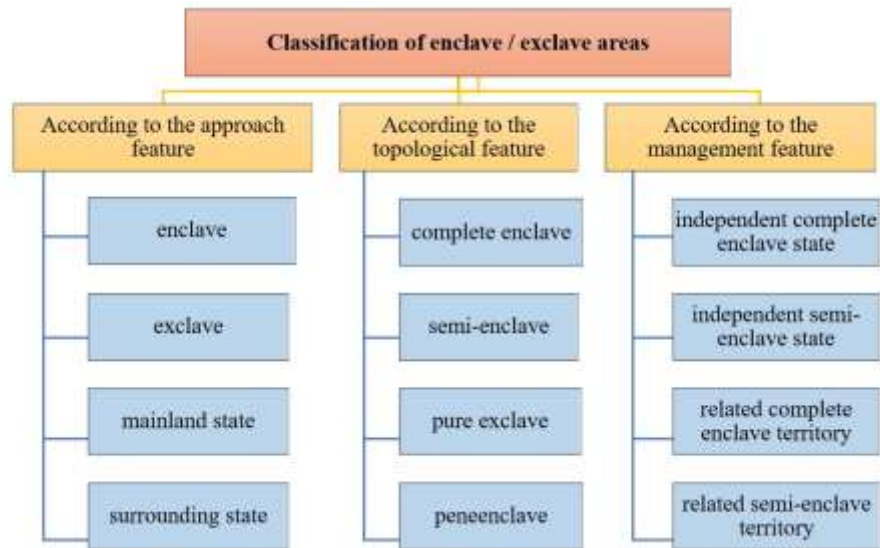 Classification of enclave / exclave areas
According to the approach
feature
enclave
exclave
mainland state
surrounding state
According to the
topological feature
complete enclave
semi-enclave
pure exclave
peneenclave
According to the
management feature
independent complete
enclave state
independent semi-
enclave state
related complete
enclave territory
related semi-enclave
territory